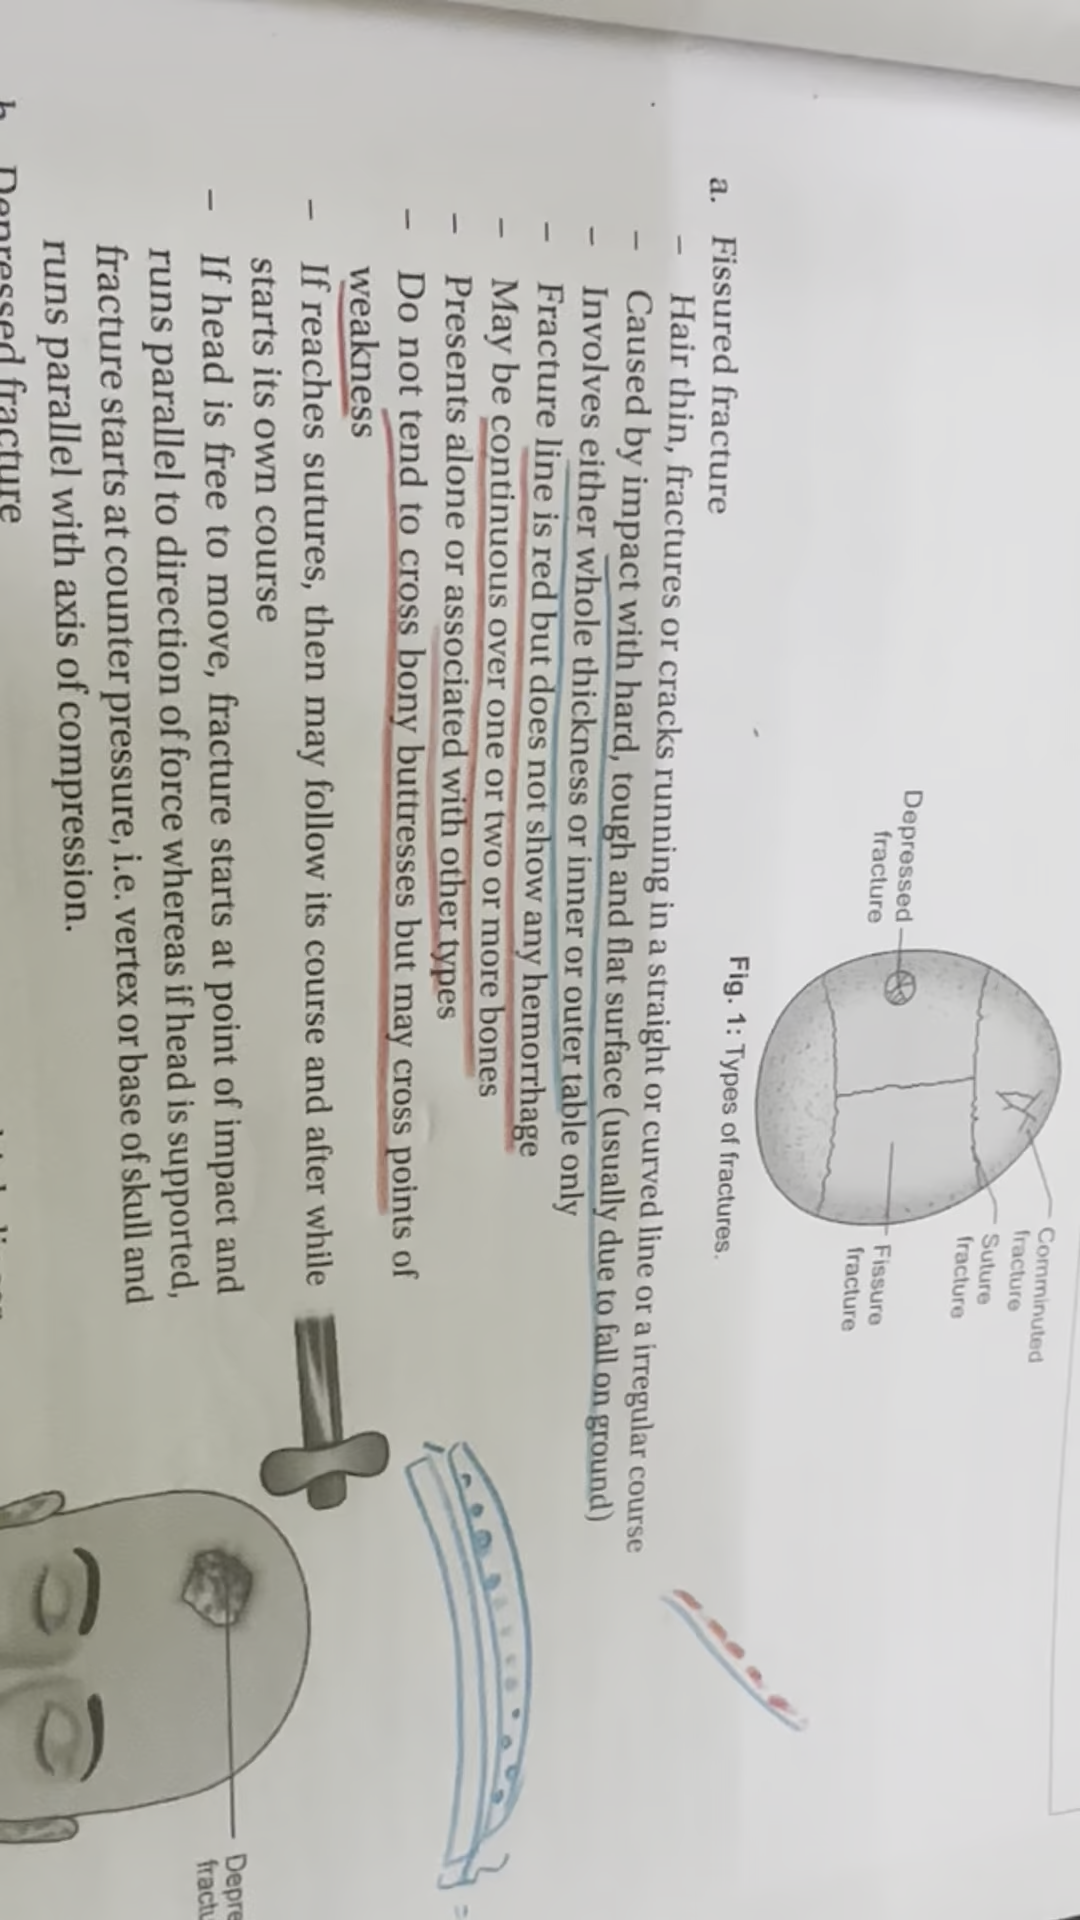 Comminuted
fracture
Suture
fracture
Depressed
fracture
Fissure
fracture
Fig. 1: Types of fractures.
a. Fissured fracture
– Hair thin, fractures or cracks running in a straight or curved line or a irregular course
– Caused by impact with hard, tough and flat surface (usually due to fall on ground)
– Involves either whole thickness or inner or outer table only
– Fracture line is red but does not show any hemorrhage
– May be continuous over one or two or more bones
– Presents alone or associated with other types
– Do not tend to cross bony buttresses but may cross points of
weakness
– If reaches sutures, then may follow its course and after while
starts its own course
– If head is free to move, fracture starts at point of impact and
runs parallel to direction of force whereas if head is supported,
fracture starts at counter pressure, i.e. vertex or base of skull and
runs parallel with axis of compression.
b. Depressed fracture
Depre
fractu